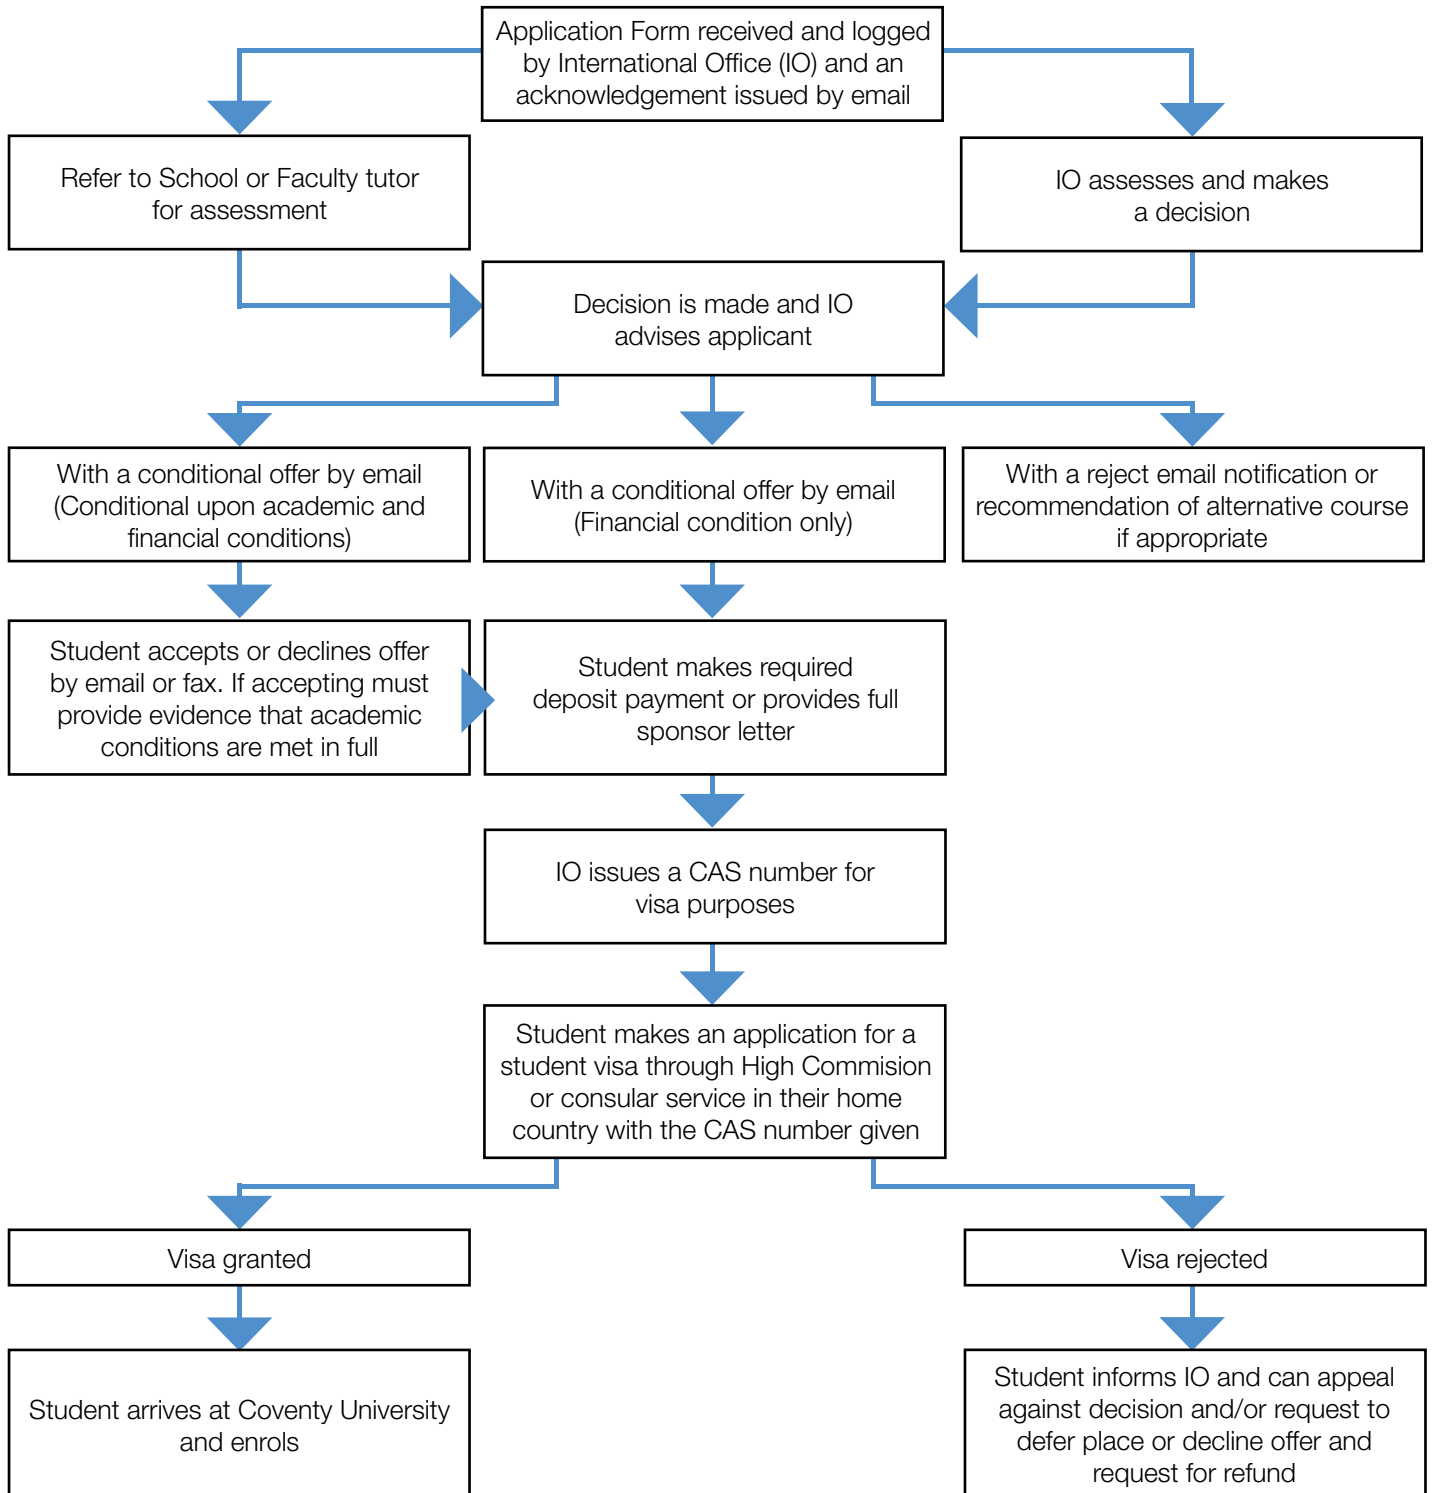 Application Form received and logged
by International Office (IO) and an
acknowledgement issued by email
Refer to School or Faculty tutor
for assessment
IO assesses and makes
a decision
Decision is made and IO
advises applicant
With a conditional offer by email
(Conditional upon academic and
financial conditions)
With a conditional offer by email
(Financial condition only)
With a reject email notification or
recommendation of alternative course
if appropriate
Student accepts or declines offer
by email or fax. If accepting must
provide evidence that academic
conditions are met in full
Student makes required
deposit payment or provides full
sponsor letter
IO issues a CAS number for
visa purposes
Student makes an application for a
student visa through High Commision
or consular service in their home
country with the CAS number given
Visa granted
Visa rejected
Student arrives at Coventy University
and enrols
Student informs IO and can appeal
against decision and/or request to
defer place or decline offer and
request for refund